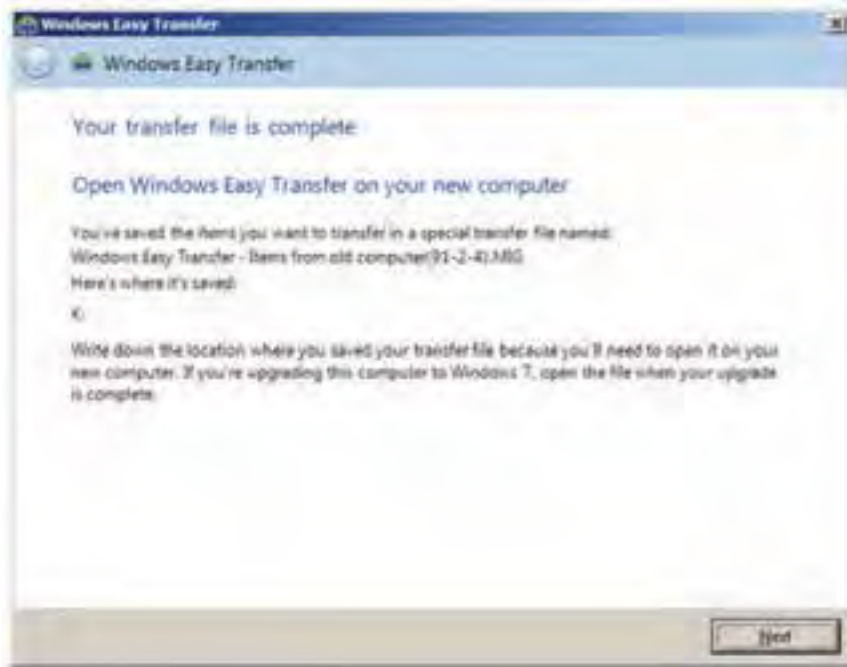 Windows Easy Transfer
Windows Easy Transfer
Your transfer file is complete
Open Windows Easy Transfer on your new computer
You've saved the items you want to transfer in a special transfer file named:
Windows Easy Transfer - Items from old computer(91-2-4).MIG
Here's where it's saved:
K:
Write down the location where you saved your transfer file because you'll need to open it on your
new computer. If you're upgrading this computer to Windows 7, open the file when your upgrade
is complete.
Next